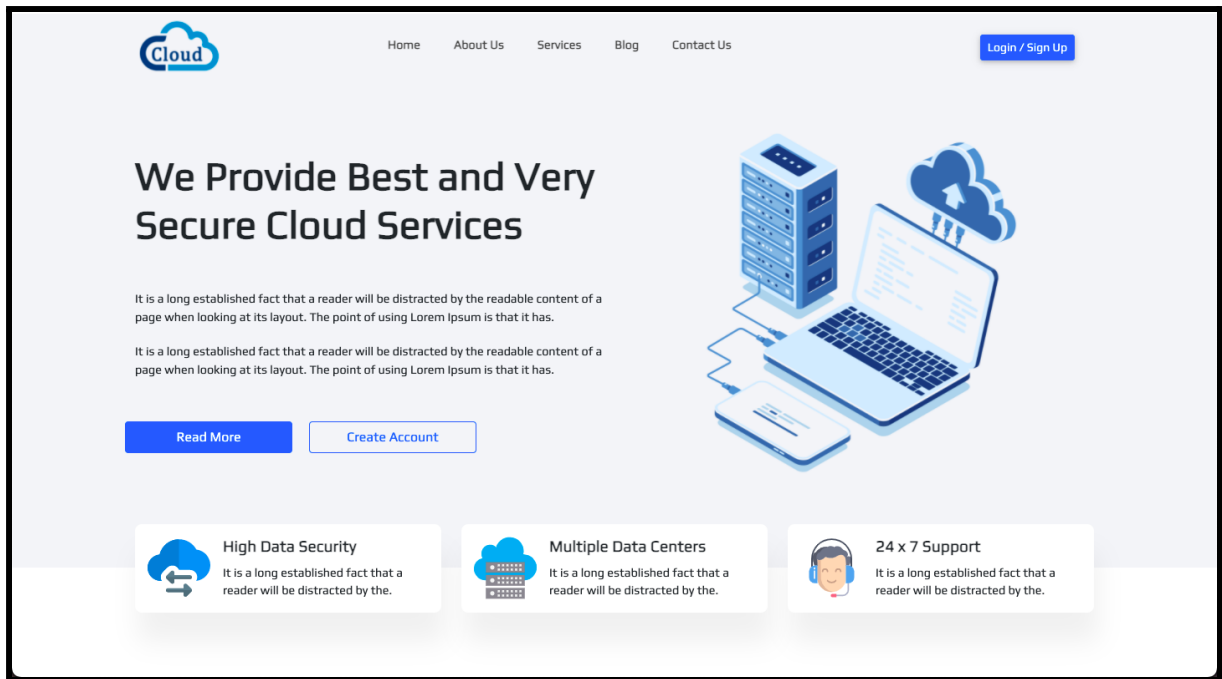 Cloud
Home
About Us
Services
Blog
Contact Us
Login / Sign Up
We Provide Best and Very
Secure Cloud Services
It is a long established fact that a reader will be distracted by the readable content of a
page when looking at its layout. The point of using Lorem Ipsum is that it has.
It is a long established fact that a reader will be distracted by the readable content of a
page when looking at its layout. The point of using Lorem Ipsum is that it has.
Read More
Create Account
High Data Security
It is a long established fact that a
reader will be distracted by the.
Multiple Data Centers
It is a long established fact that a
reader will be distracted by the.
24 x 7 Support
It is a long established fact that a
reader will be distracted by the.